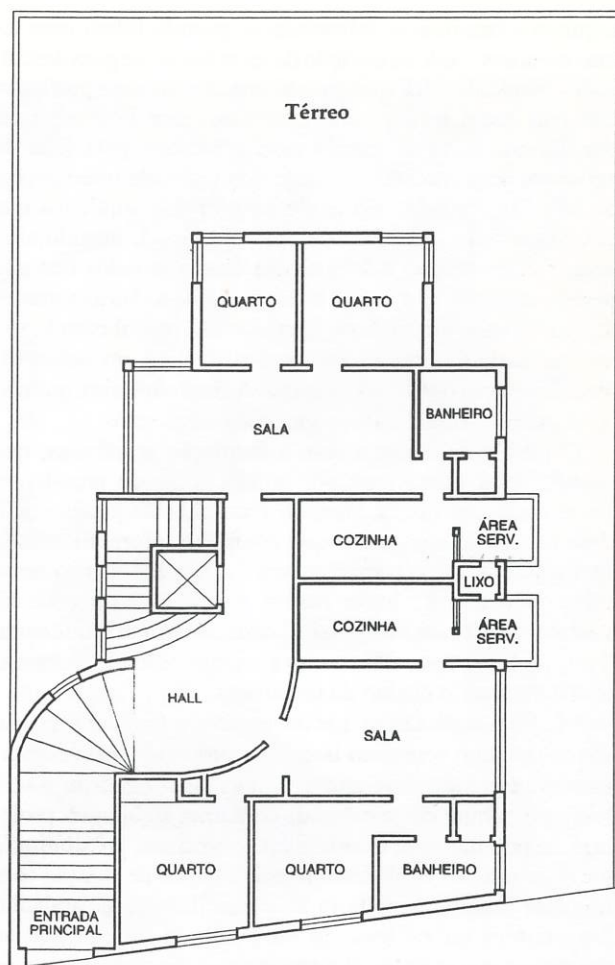 Térreo
QUARTO
QUARTO
SALA
BANHEIRO
COZINHA
ÁREA
SERV.
LIXO
COZINHA
ÁREA
SERV.
HALL
SALA
QUARTO
QUARTO
BANHEIRO
ENTRADA
PRINCIPAL